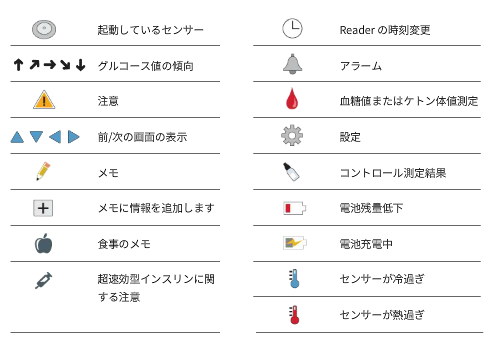 起動しているセンサー
グルコース値の傾向
注意
前/次の画面の表示
メモ
メモに情報を追加します
食事のメモ
超速効型インスリンに関
する注意
Reader の時刻変更
アラーム
血糖値またはケトン体値測定
設定
コントロール測定結果
電池残量低下
電池充電中
センサーが冷過ぎ
センサーが熱過ぎ